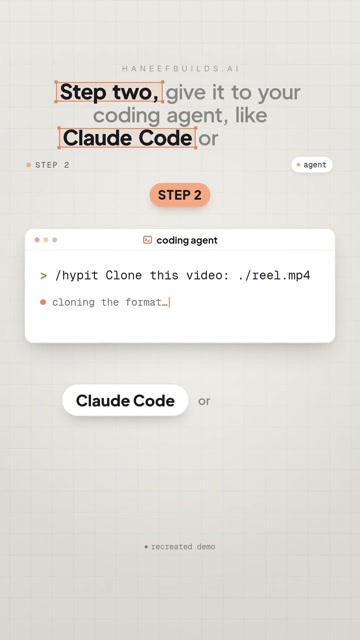 HANEEFBUILDS.AI
Step two, give it to your
coding agent, like
Claude Code or
STEP 2
agent
STEP 2
coding agent
> /hypit Clone this video: ./reel.mp4
cloning the format…
Claude Code or
recreated demo